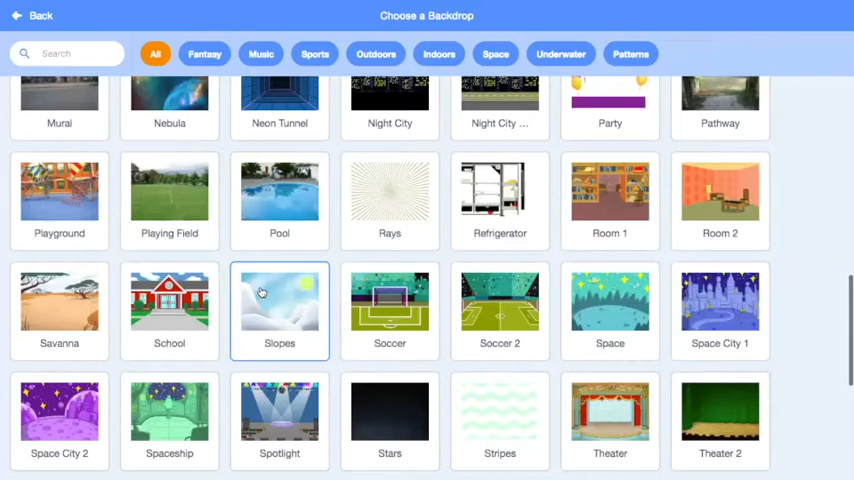 Back
Choose a Backdrop
Search
All Fantasy Music Sports Outdoors Indoors Space Underwater Patterns
Mural Nebula Neon Tunnel Night City Night City ... Party Pathway
Playground Playing Field Pool Rays Refrigerator Room 1 Room 2
Savanna School Slopes Soccer Soccer 2 Space Space City 1
Space City 2 Spaceship Spotlight Stars Stripes Theater Theater 2